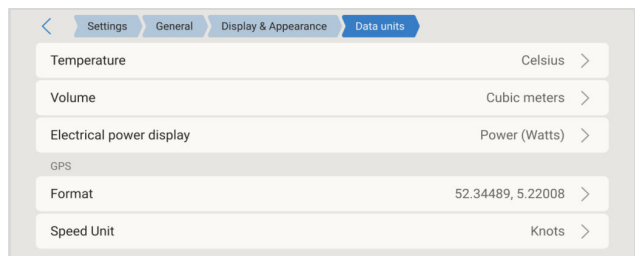 Settings General Display & Appearance Data units
Temperature Celsius
Volume Cubic meters
Electrical power display Power (Watts)
GPS
Format 52.34489, 5.22008
Speed Unit Knots